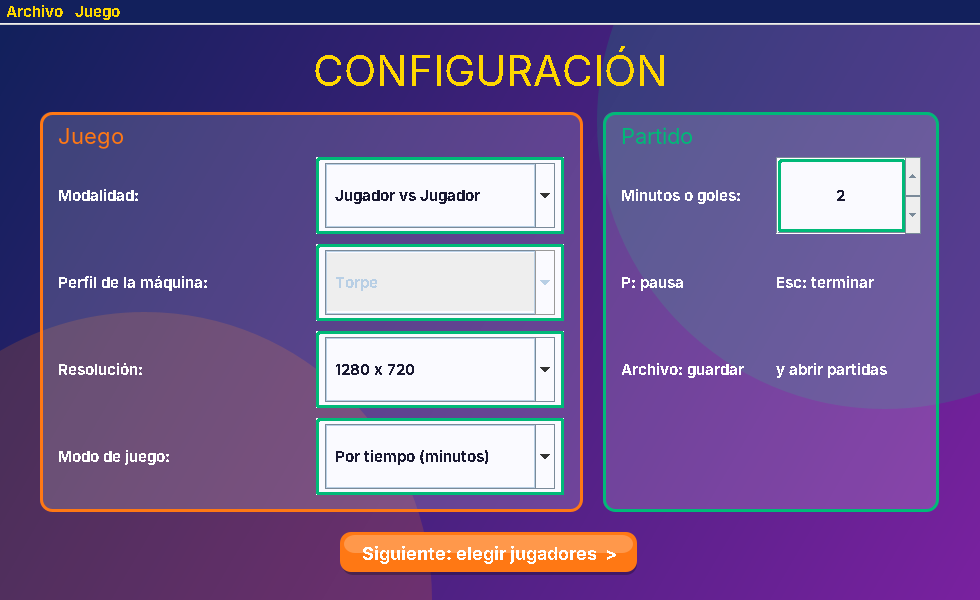 Archivo Juego
CONFIGURACIÓN
Juego
Modalidad: Jugador vs Jugador
Perfil de la máquina: Torpe
Resolución: 1280 x 720
Modo de juego: Por tiempo (minutos)
Partido
Minutos o goles: 2
P: pausa Esc: terminar
Archivo: guardar y abrir partidas
Siguiente: elegir jugadores >